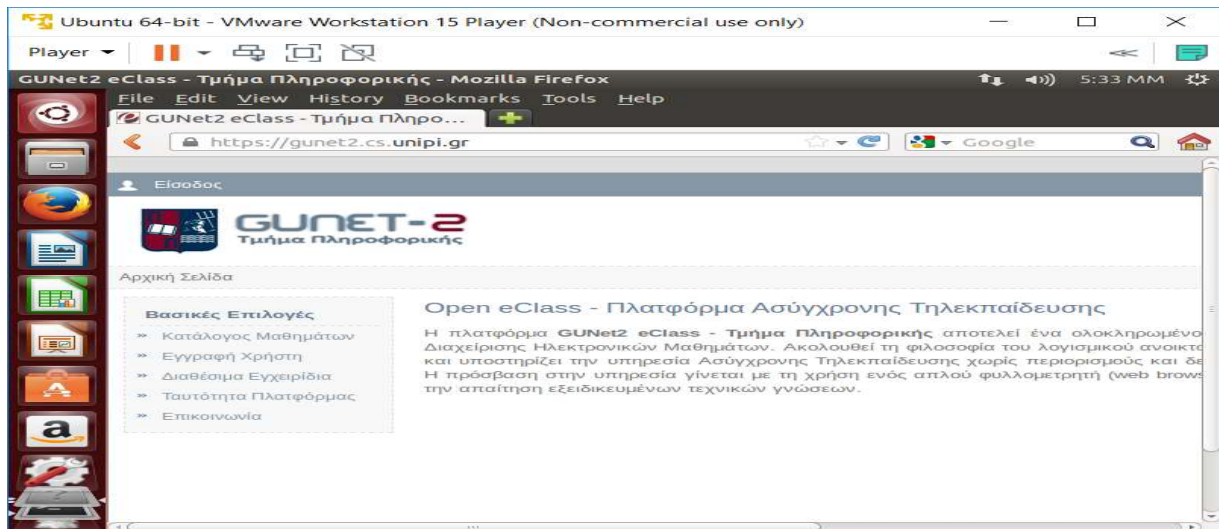 Ubuntu 64-bit - VMware Workstation 15 Player (Non-commercial use only)
Player
GUNet2 eClass - Τμήμα Πληροφορικής - Mozilla Firefox
5:33 ΜΜ
File Edit View History Bookmarks Tools Help
GUNet2 eClass - Τμήμα Πληρο...
https://gunet2.cs.unipi.gr
Google
Είσοδος
GUNET-2
Τμήμα Πληροφορικής
Αρχική Σελίδα
Βασικές Επιλογές
» Κατάλογος Μαθημάτων
» Εγγραφή Χρήστη
» Διαθέσιμα Εγχειρίδια
» Ταυτότητα Πλατφόρμας
» Επικοινωνία
Open eClass - Πλατφόρμα Ασύγχρονης Τηλεκπαίδευσης
Η πλατφόρμα GUNet2 eClass - Τμήμα Πληροφορικής αποτελεί ένα ολοκληρωμένο
Διαχείρισης Ηλεκτρονικών Μαθημάτων. Ακολουθεί τη φιλοσοφία του λογισμικού ανοικτο
και υποστηρίζει την υπηρεσία Ασύγχρονης Τηλεκπαίδευσης χωρίς περιορισμούς και δε
Η πρόσβαση στην υπηρεσία γίνεται με τη χρήση ενός απλού φυλλομετρητή (web brows
την απαίτηση εξειδικευμένων τεχνικών γνώσεων.
a